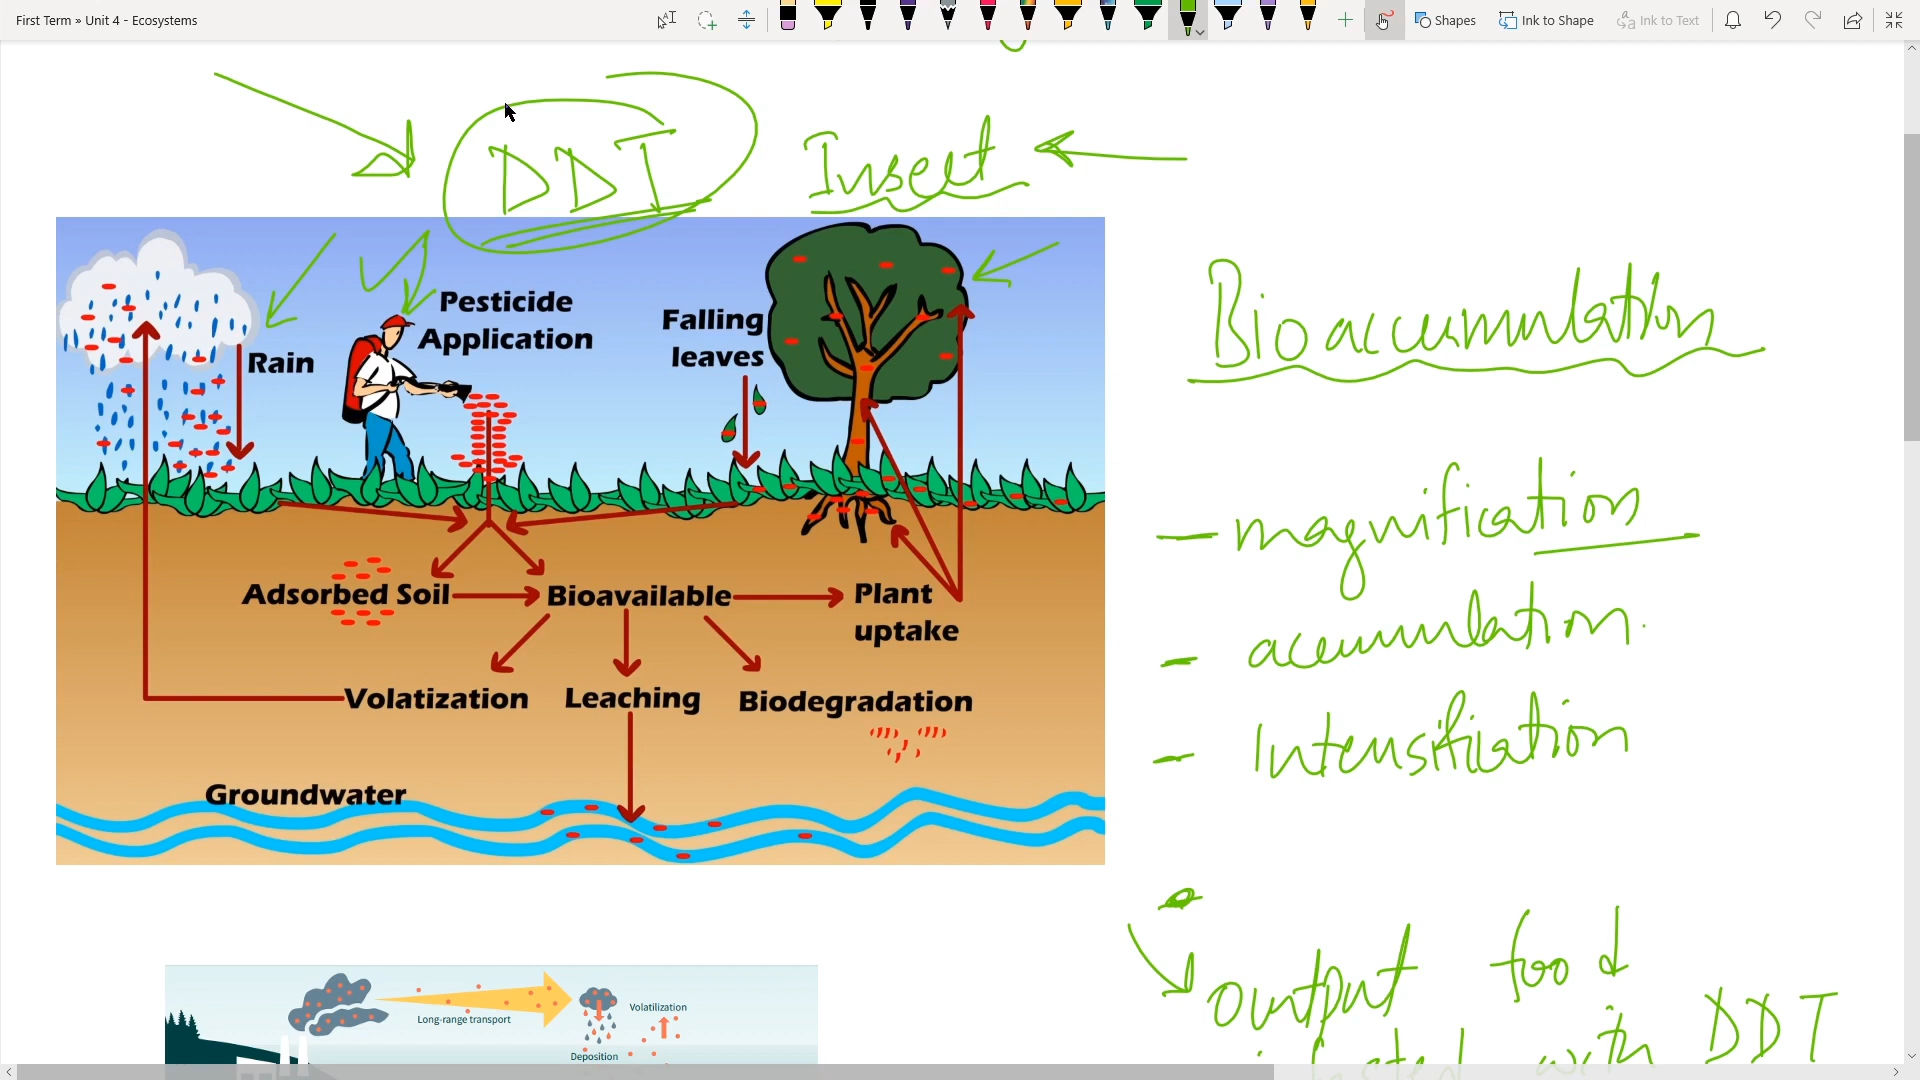 First Term » Unit 4 - Ecosystems
Shapes
Ink to Shape
Ink to Text
DDT Insect
Pesticide
Application
Rain
Falling
leaves
Bioaccumulation
- magnification
- accumulation.
- Intensification
Adsorbed Soil
Bioavailable
Plant
uptake
Volatization
Leaching
Biodegradation
Groundwater
output food
with DDT
Long-range transport
Volatilization
Deposition